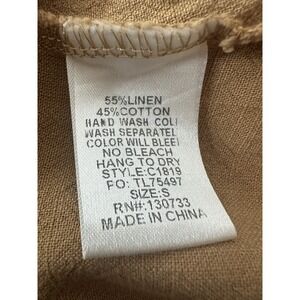 55%LINEN
45%COTTON
HAND WASH COL
WASH SEPARATEL
COLOR WILL BLEE
NO BLEACH
HANG TO DRY
STYLE:C1819
PO: TL75497
SIZE:S
RN#:130733
MADE IN CHINA